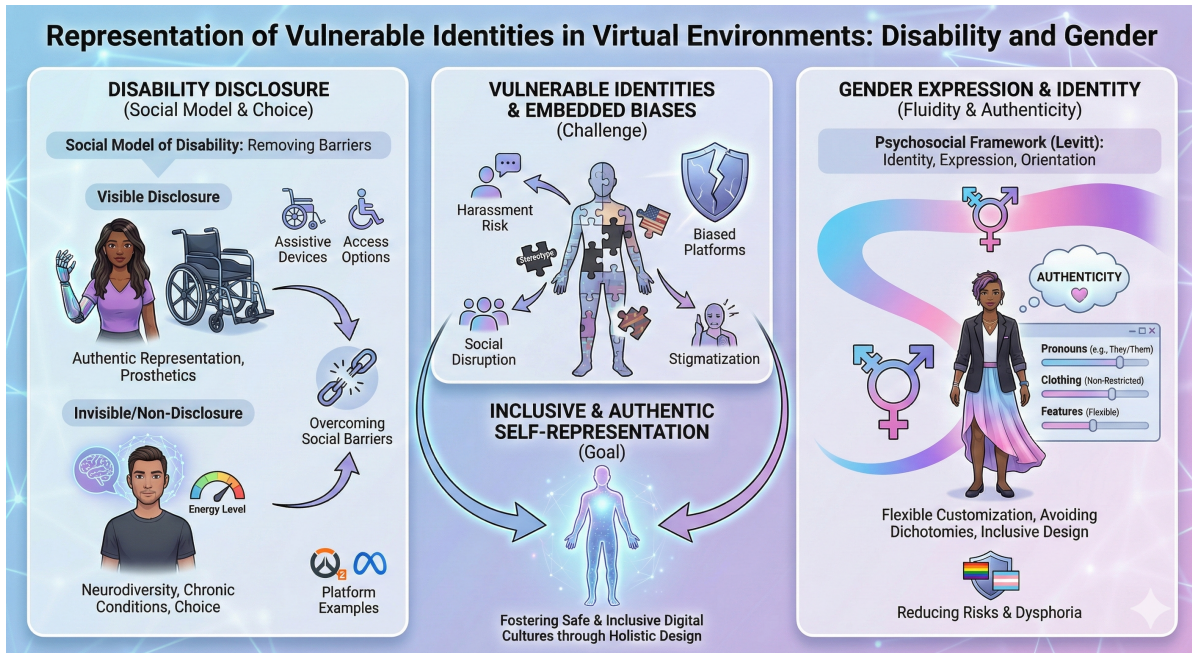 Representation of Vulnerable Identities in Virtual Environments: Disability and Gender
DISABILITY DISCLOSURE
(Social Model & Choice)
Social Model of Disability: Removing Barriers
Visible Disclosure
Assistive
Devices
Access
Options
Authentic Representation,
Prosthetics
Invisible/Non-Disclosure
Overcoming
Social Barriers
Energy Level
Neurodiversity, Chronic
Conditions, Choice
2
Platform
Examples
VULNERABLE IDENTITIES
& EMBEDDED BIASES
(Challenge)
Harassment
Risk
Biased
Platforms
Stereotype
Social
Disruption
Stigmatization
INCLUSIVE & AUTHENTIC
SELF-REPRESENTATION
(Goal)
Fostering Safe & Inclusive Digital
Cultures through Holistic Design
GENDER EXPRESSION & IDENTITY
(Fluidity & Authenticity)
Psychosocial Framework (Levitt):
Identity, Expression, Orientation
AUTHENTICITY
Pronouns (e.g., They/Them)
Clothing (Non-Restricted)
Features (Flexible)
Flexible Customization, Avoiding
Dichotomies, Inclusive Design
Reducing Risks & Dysphoria